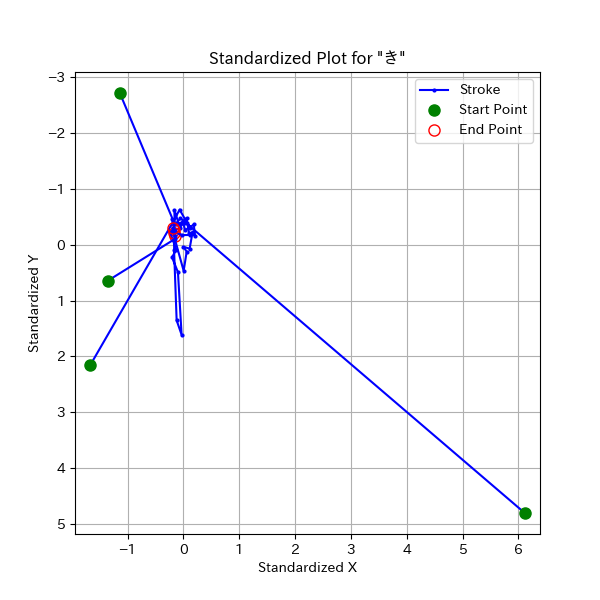 Standardized Plot for "き"
Stroke
Start Point
End Point
−3
−2
−1
0
1
2
3
4
5
Standardized Y
−1 0 1 2 3 4 5 6
Standardized X